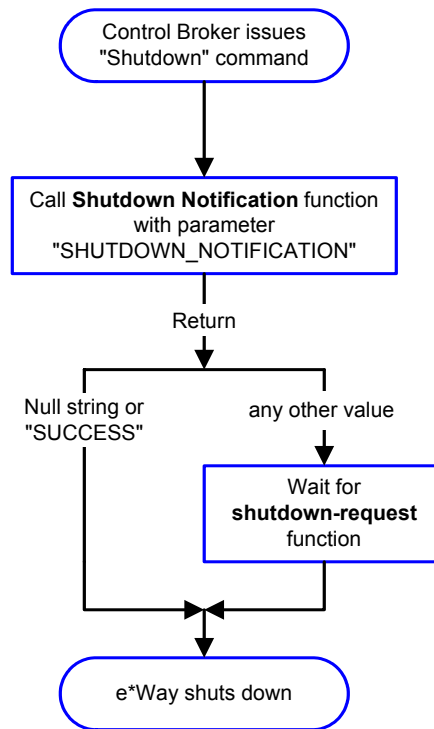 Control Broker issues
"Shutdown" command
Call Shutdown Notification function
with parameter
"SHUTDOWN_NOTIFICATION"
Return
Null string or
"SUCCESS"
any other value
Wait for
shutdown-request
function
e*Way shuts down